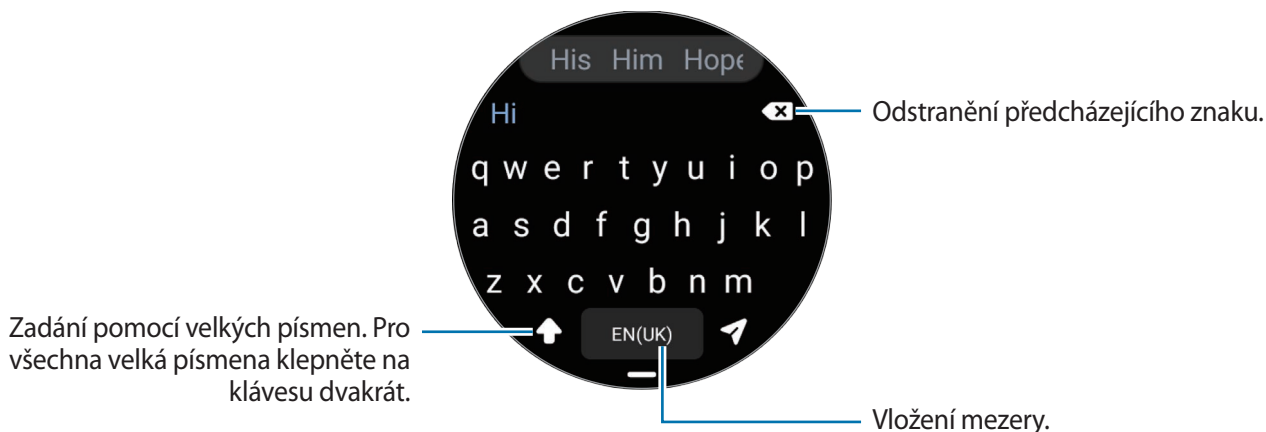 His Him Hope
Hi
Odstranění předcházejícího znaku.
q w e r t y u i o p
a s d f g h j k l
z x c v b n m
Zadání pomocí velkých písmen. Pro
všechna velká písmena klepněte na
klávesu dvakrát.
EN(UK)
Vložení mezery.